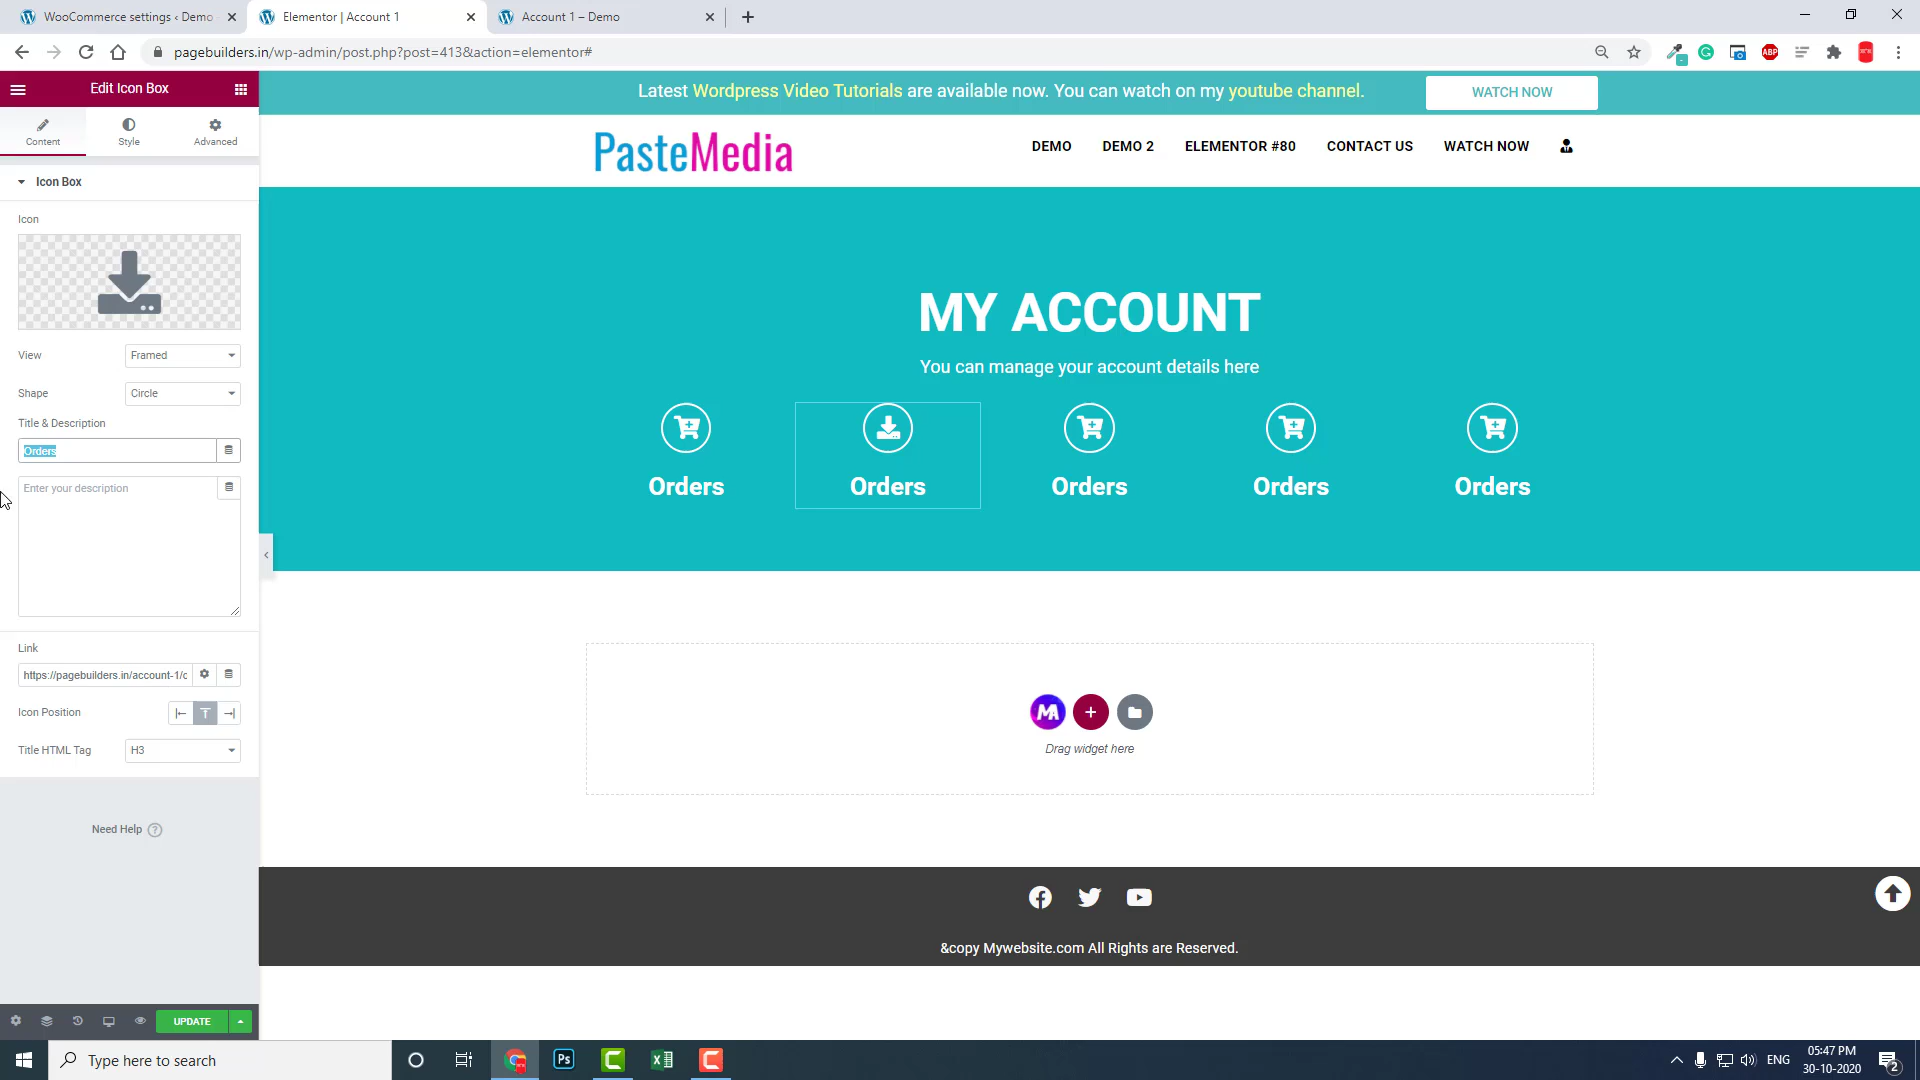 WooCommerce settings ‹ Demo
Elementor | Account 1
Account 1 – Demo
pagebuilders.in/wp-admin/post.php?post=413&action=elementor#
ABP
Edit Icon Box
Content
Style
Advanced
Icon Box
Icon
View
Framed
Shape
Circle
Title & Description
Orders
Enter your description
Link
https://pagebuilders.in/account-1/c
Icon Position
Title HTML Tag
H3
Need Help
UPDATE
Latest Wordpress Video Tutorials are available now. You can watch on my youtube channel.
WATCH NOW
PasteMedia
DEMO
DEMO 2
ELEMENTOR #80
CONTACT US
WATCH NOW
MY ACCOUNT
You can manage your account details here
Orders
Orders
Orders
Orders
Orders
Drag widget here
&copy Mywebsite.com All Rights are Reserved.
Type here to search
Ps
ENG
05:47 PM
30-10-2020
2